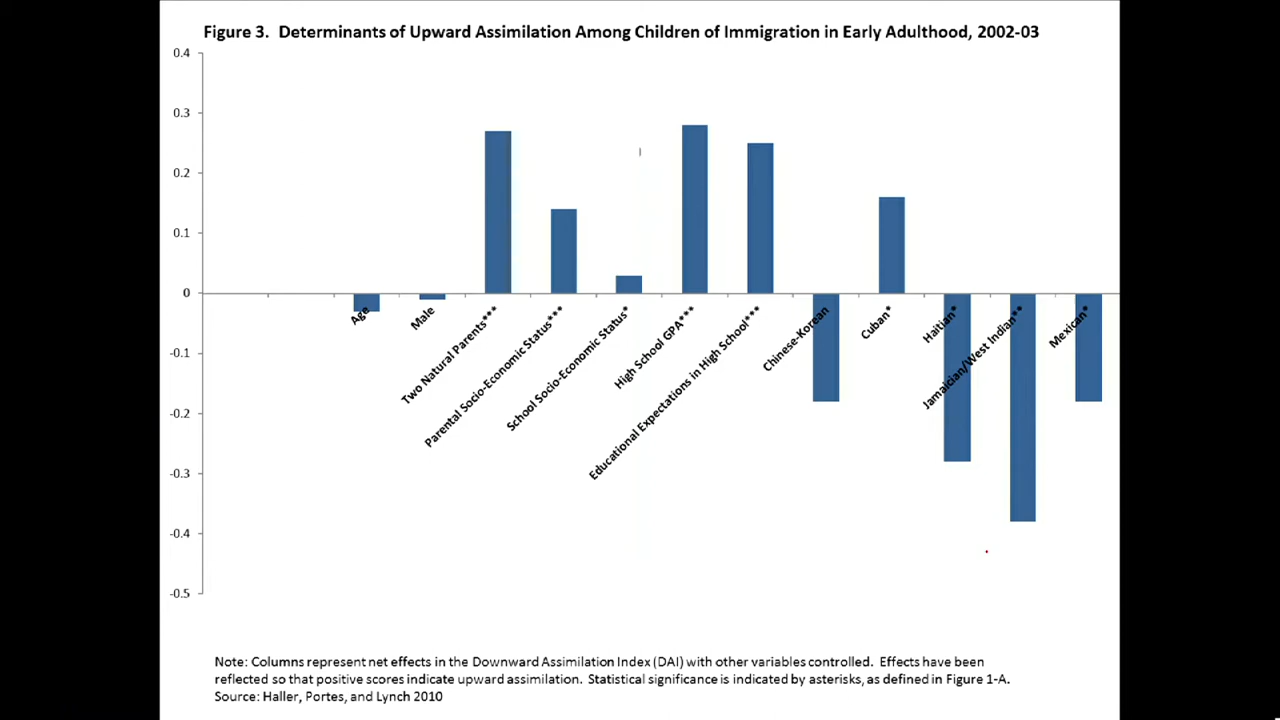 Figure 3.  Determinants of Upward Assimilation Among Children of Immigration in Early Adulthood, 2002-03
0.4
0.3
0.2
0.1
0
-0.1
-0.2
-0.3
-0.4
-0.5
Age
Male
Two Natural Parents***
Parental Socio-Economic Status***
School Socio-Economic Status*
High School GPA***
Educational Expectations in High School***
Chinese-Korean
Cuban*
Haitian*
Jamaician/West Indian**
Mexican*
Note: Columns represent net effects in the Downward Assimilation Index (DAI) with other variables controlled.  Effects have been
reflected so that positive scores indicate upward assimilation.  Statistical significance is indicated by asterisks, as defined in Figure 1-A.
Source: Haller, Portes, and Lynch 2010